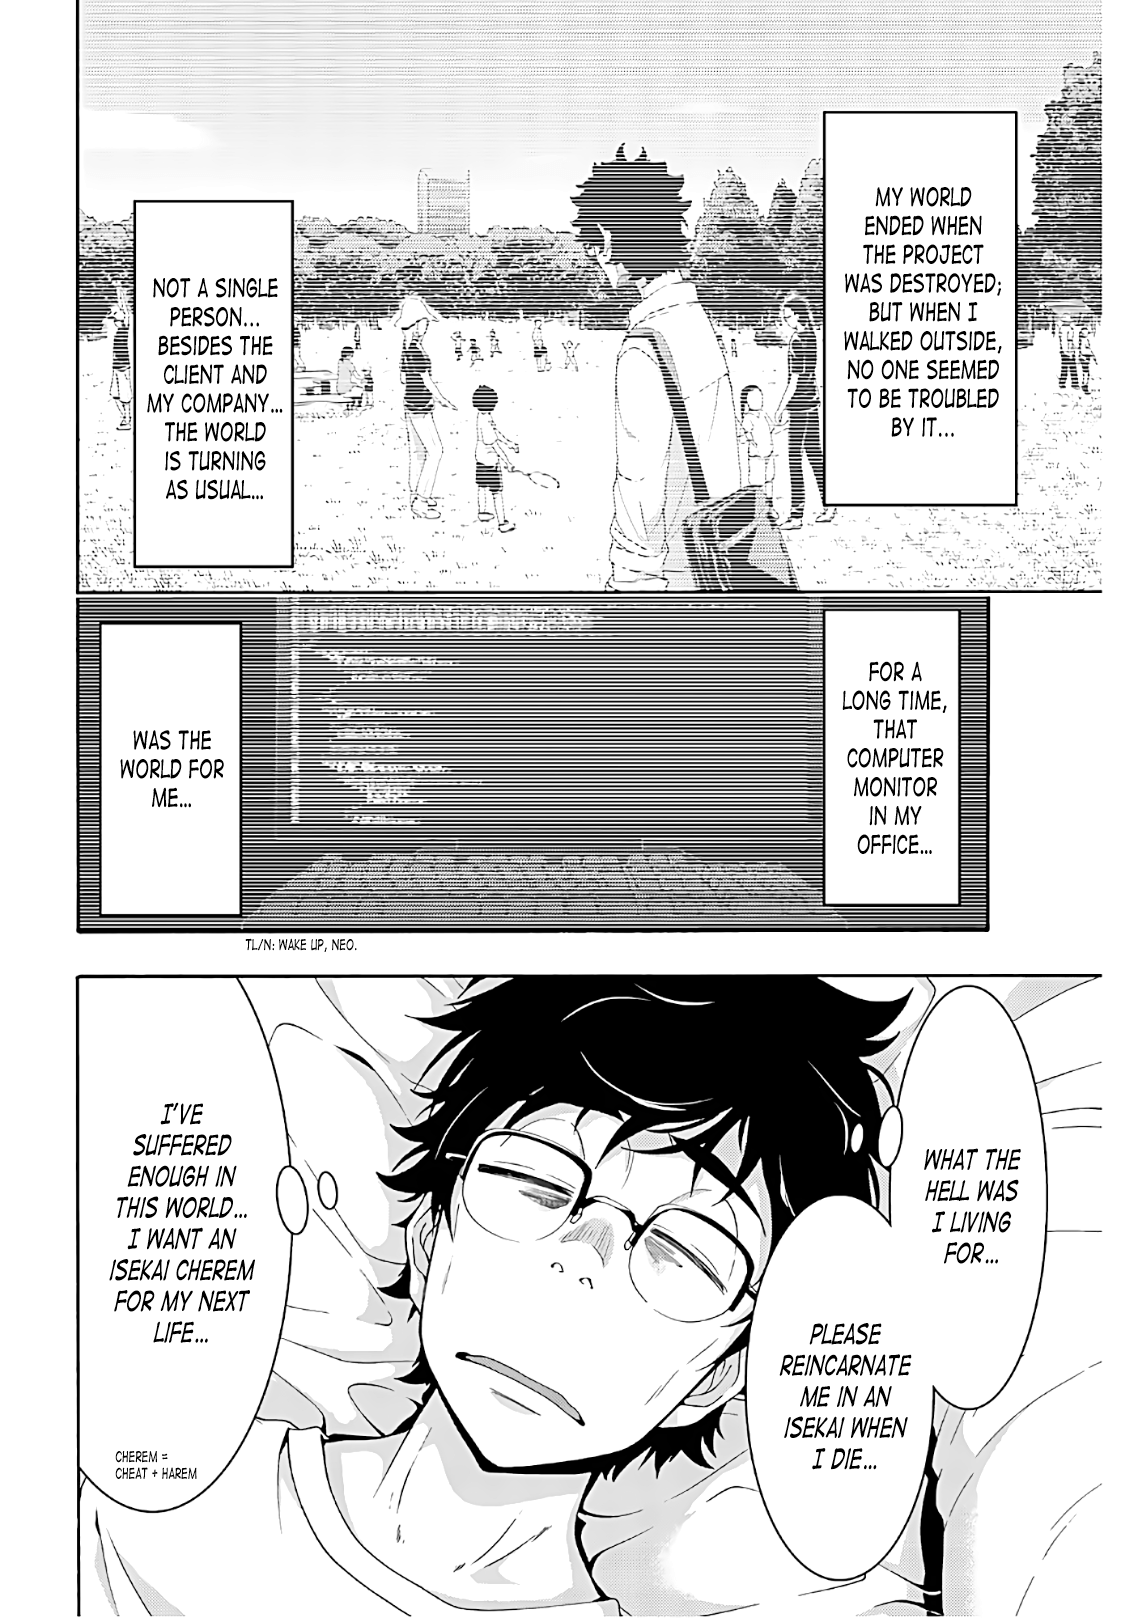 MY WORLD
ENDED WHEN
THE PROJECT
WAS DESTROYED;
BUT WHEN I
WALKED OUTSIDE,
NO ONE SEEMED
TO BE TROUBLED
BY IT...
NOT A SINGLE
PERSON...
BESIDES THE
CLIENT AND
MY COMPANY...
THE WORLD
IS TURNING
AS USUAL...
FOR A
LONG TIME,
THAT
COMPUTER
MONITOR
IN MY
OFFICE...
WAS THE
WORLD FOR
ME...
TL/N: WAKE UP, NEO.
WHAT THE
HELL WAS
I LIVING
FOR...
PLEASE
REINCARNATE
ME IN AN
ISEKAI WHEN
I DIE...
I'VE
SUFFERED
ENOUGH IN
THIS WORLD...
I WANT AN
ISEKAI CHEREM
FOR MY NEXT
LIFE...
CHEREM =
CHEAT + HAREM